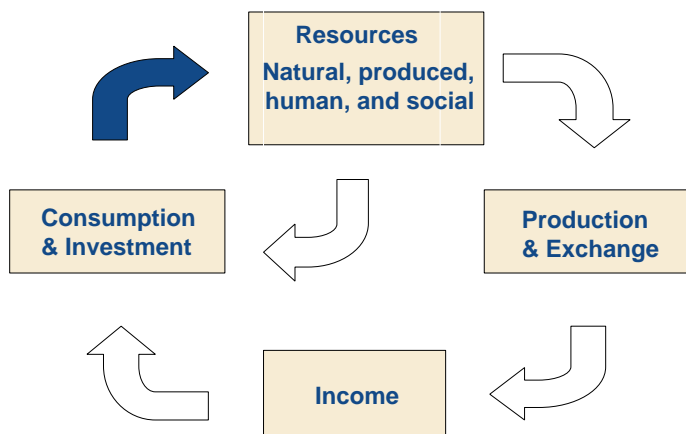 Resources
Natural, produced,
human, and social
Consumption
& Investment
Production
& Exchange
Income